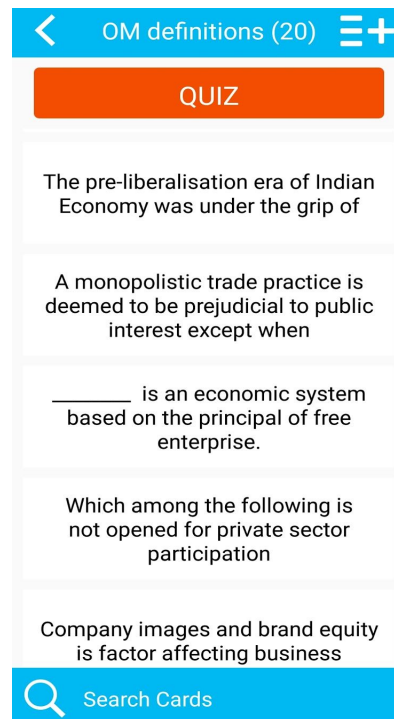 OM definitions (20)
QUIZ
The pre-liberalisation era of Indian
Economy was under the grip of
A monopolistic trade practice is
deemed to be prejudicial to public
interest except when
________ is an economic system
based on the principal of free
enterprise.
Which among the following is
not opened for private sector
participation
Company images and brand equity
is factor affecting business
Search Cards